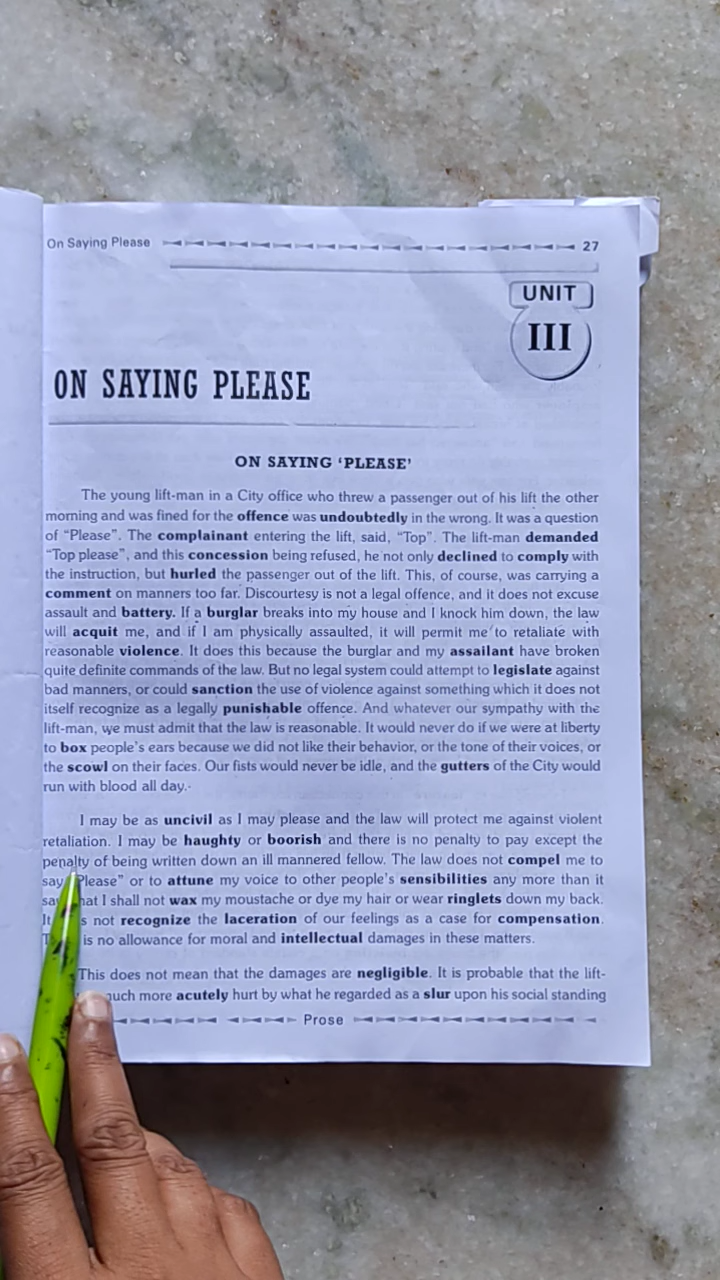 On Saying Please 27
UNIT
III
ON SAYING PLEASE
ON SAYING ‘PLEASE’
The young lift-man in a City office who threw a passenger out of his lift the other
morning and was fined for the offence was undoubtedly in the wrong. It was a question
of “Please”. The complainant entering the lift, said, “Top”. The lift-man demanded
“Top please”, and this concession being refused, he not only declined to comply with
the instruction, but hurled the passenger out of the lift. This, of course, was carrying a
comment on manners too far. Discourtesy is not a legal offence, and it does not excuse
assault and battery. If a burglar breaks into my house and I knock him down, the law
will acquit me, and if I am physically assaulted, it will permit me to retaliate with
reasonable violence. It does this because the burglar and my assailant have broken
quite definite commands of the law. But no legal system could attempt to legislate against
bad manners, or could sanction the use of violence against something which it does not
itself recognize as a legally punishable offence. And whatever our sympathy with the
lift-man, we must admit that the law is reasonable. It would never do if we were at liberty
to box people’s ears because we did not like their behavior, or the tone of their voices, or
the scowl on their faces. Our fists would never be idle, and the gutters of the City would
run with blood all day.
I may be as uncivil as I may please and the law will protect me against violent
retaliation. I may be haughty or boorish and there is no penalty to pay except the
penalty of being written down an ill mannered fellow. The law does not compel me to
say “Please” or to attune my voice to other people’s sensibilities any more than it
hat I shall not wax my moustache or dye my hair or wear ringlets down my back.
It s not recognize the laceration of our feelings as a case for compensation.
is no allowance for moral and intellectual damages in these matters.
This does not mean that the damages are negligible. It is probable that the lift-
much more acutely hurt by what he regarded as a slur upon his social standing
Prose